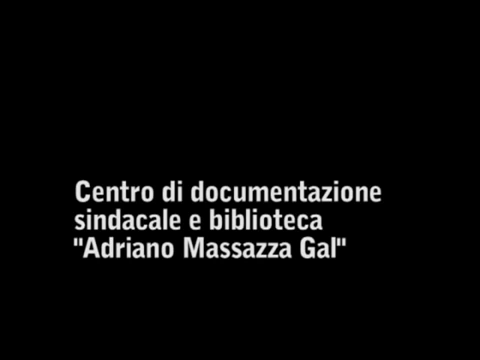 Centro di documentazione
sindacale e biblioteca
"Adriano Massazza Gal"